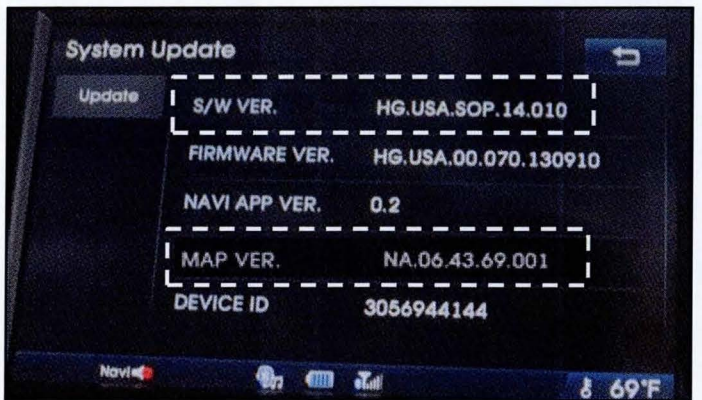 System Update
Update
S/W VER. HG.USA.SOP.14.010
FIRMWARE VER. HG.USA.00.070.130910
NAVI APP VER. 0.2
MAP VER. NA.06.43.69.001
DEVICE ID 3056944144
Navi 69°F